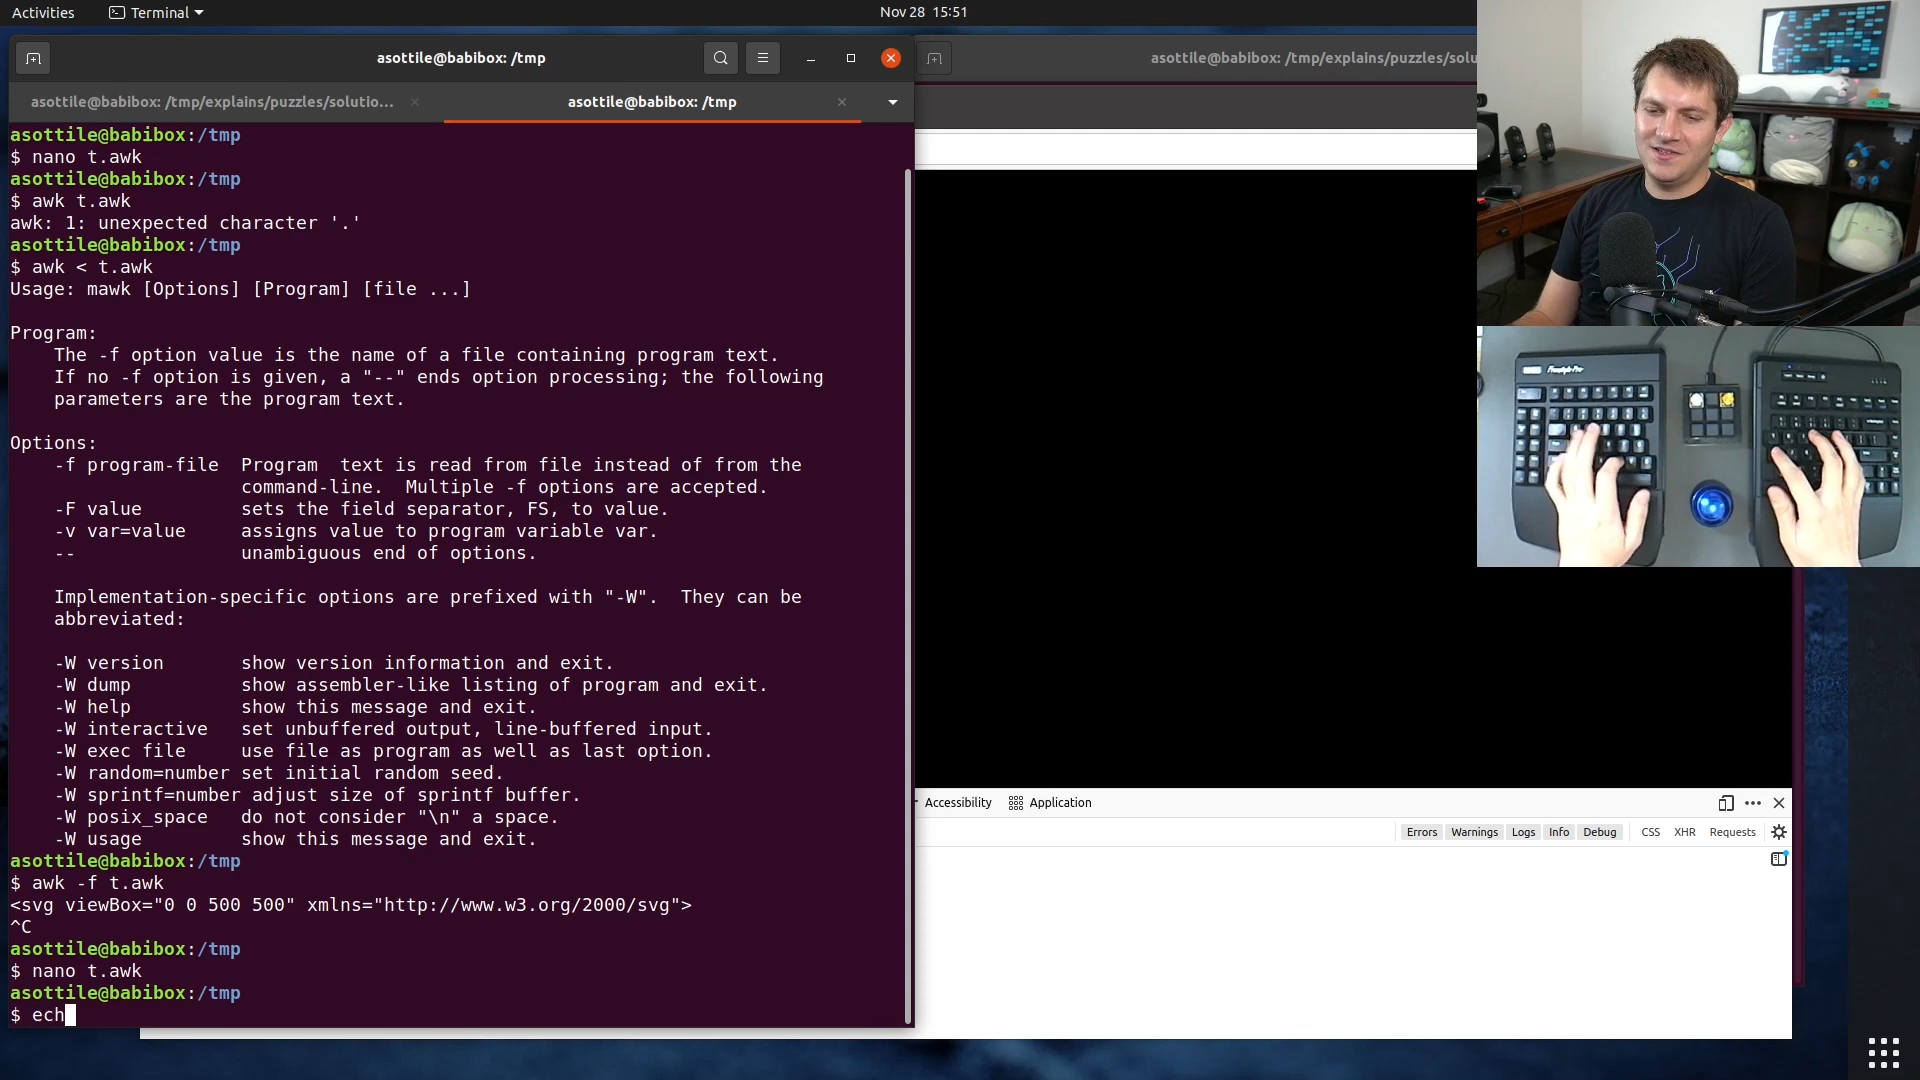 Activities
Terminal
Nov 28 15:51
asottile@babibox: /tmp
asottile@babibox: /tmp/explains/puzzles/solu
asottile@babibox: /tmp/explains/puzzles/solutio...
asottile@babibox: /tmp
asottile@babibox:/tmp
$ nano t.awk
asottile@babibox:/tmp
$ awk t.awk
awk: 1: unexpected character '.'
asottile@babibox:/tmp
$ awk < t.awk
Usage: mawk [Options] [Program] [file ...]
Program:
The -f option value is the name of a file containing program text.
If no -f option is given, a "--" ends option processing; the following
parameters are the program text.
Options:
-f program-file  Program  text is read from file instead of from the
command-line.  Multiple -f options are accepted.
-F value         sets the field separator, FS, to value.
-v var=value     assigns value to program variable var.
--               unambiguous end of options.
Implementation-specific options are prefixed with "-W".  They can be
abbreviated:
-W version       show version information and exit.
-W dump          show assembler-like listing of program and exit.
-W help          show this message and exit.
-W interactive   set unbuffered output, line-buffered input.
-W exec file     use file as program as well as last option.
-W random=number set initial random seed.
-W sprintf=number adjust size of sprintf buffer.
-W posix_space   do not consider "\n" a space.
-W usage         show this message and exit.
asottile@babibox:/tmp
$ awk -f t.awk
<svg viewBox="0 0 500 500" xmlns="http://www.w3.org/2000/svg">
^C
asottile@babibox:/tmp
$ nano t.awk
asottile@babibox:/tmp
$ ech
Accessibility
Application
Errors
Warnings
Logs
Info
Debug
CSS
XHR
Requests
Freestyle Pro